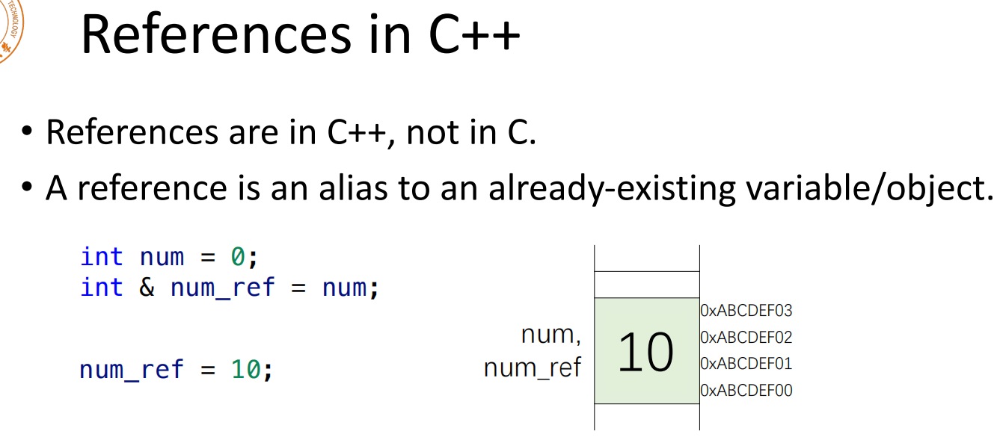 TECHNOLOGY
References in C++
• References are in C++, not in C.
• A reference is an alias to an already-existing variable/object.
int num = 0;
int & num_ref = num;
num_ref = 10;
num,
num_ref
10
0xABCDEF03
0xABCDEF02
0xABCDEF01
0xABCDEF00